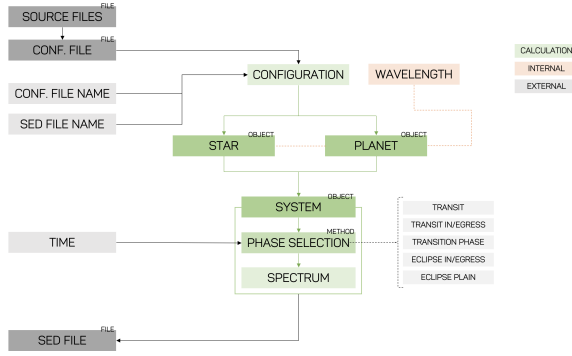 FILE
SOURCE FILES
FILE
CONF. FILE
CALCULATION
CONFIGURATION
WAVELENGTH
INTERNAL
EXTERNAL
CONF. FILE NAME
SED FILE NAME
OBJECT
STAR
OBJECT
PLANET
OBJECT
SYSTEM
TRANSIT
TRANSIT IN/EGRESS
METHOD
TIME
PHASE SELECTION
TRANSITION PHASE
ECLIPSE IN/EGRESS
SPECTRUM
ECLIPSE PLAIN
FILE
SED FILE